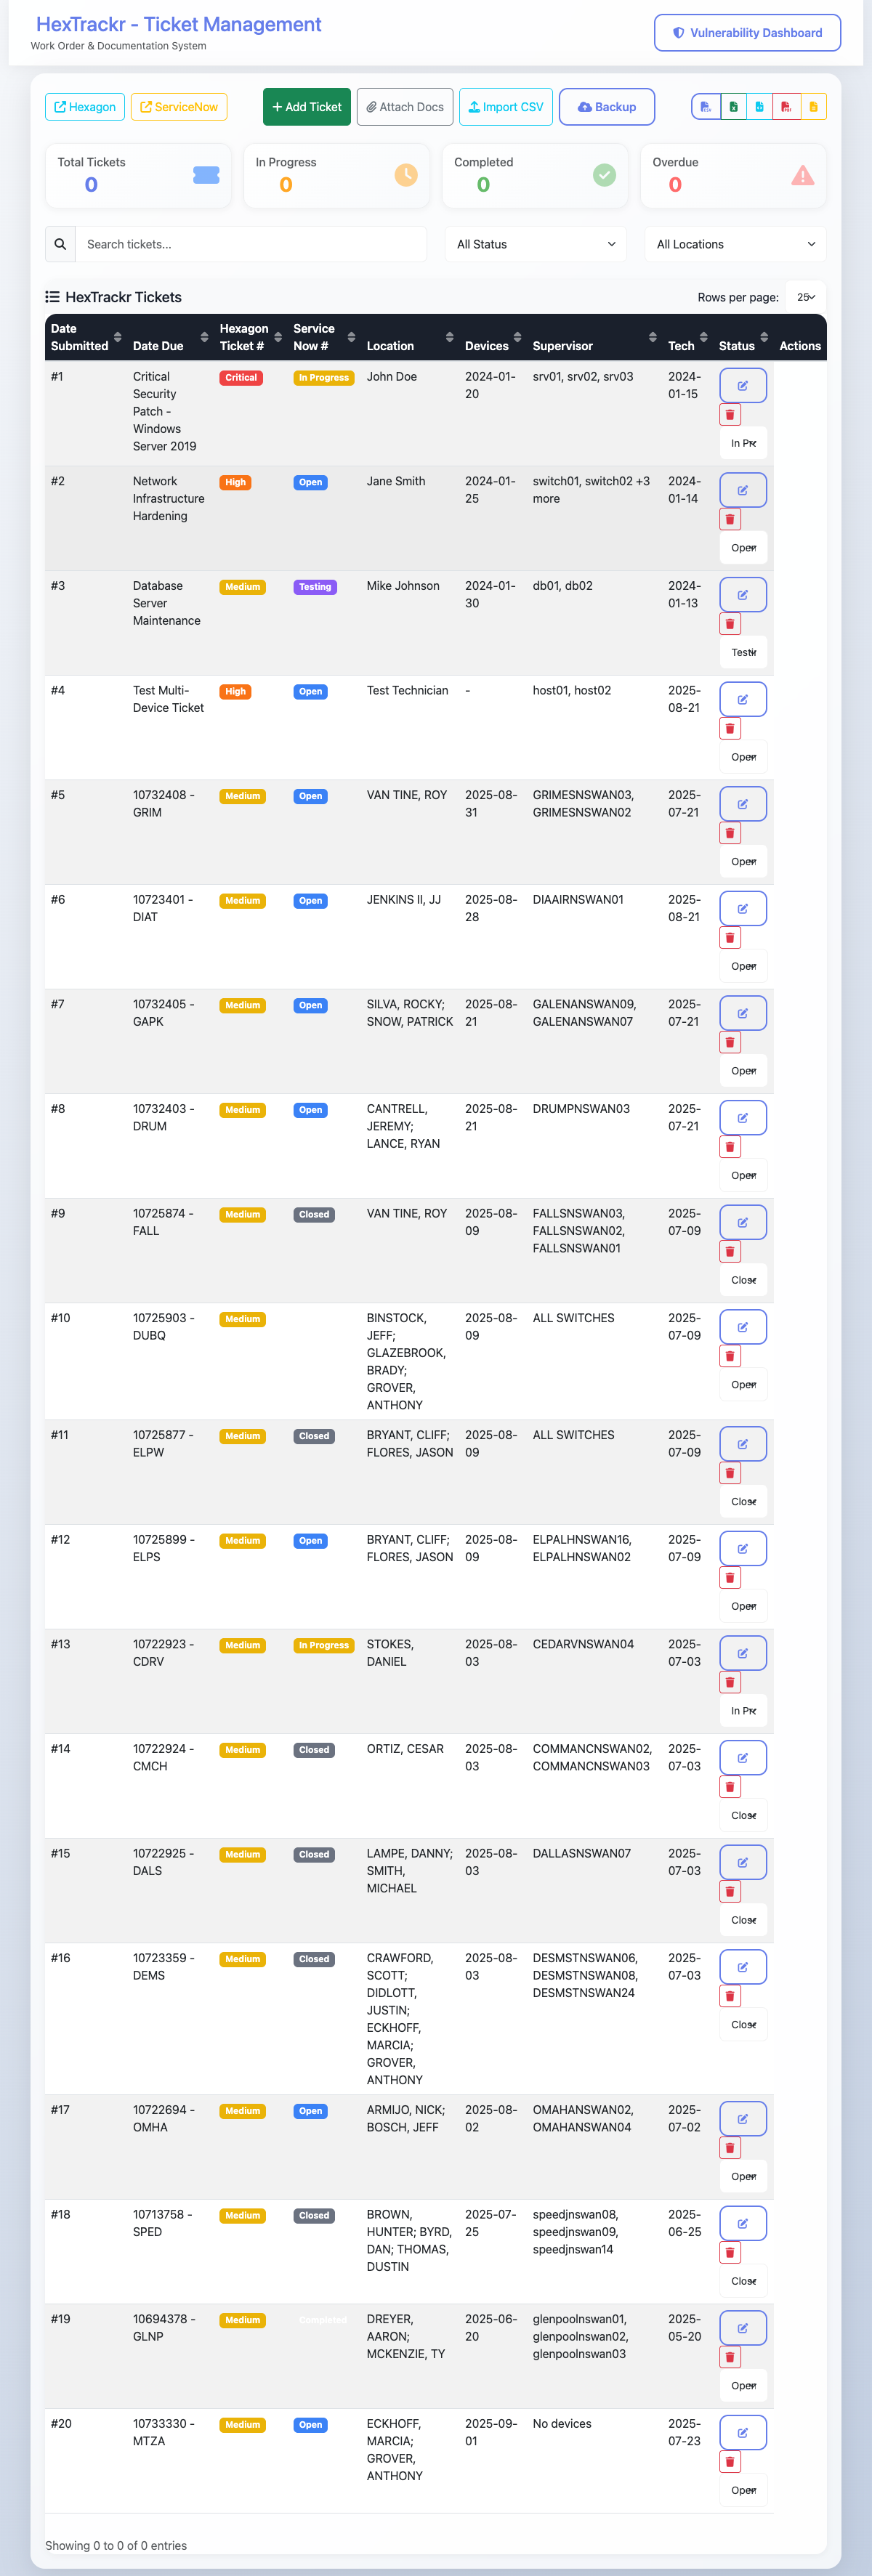 HexTrackr - Ticket Management
Work Order & Documentation System
Vulnerability Dashboard
Hexagon
ServiceNow
Add Ticket
Attach Docs
Import CSV
Backup
Total Tickets
0
In Progress
0
Completed
0
Overdue
0
Search tickets...
All Status
All Locations
HexTrackr Tickets
Rows per page:
25
Date
Submitted
Date Due
Hexagon
Ticket #
Service
Now #
Location
Devices
Supervisor
Tech
Status
Actions
#1
Critical
Security
Patch -
Windows
Server 2019
Critical
In Progress
John Doe
2024-01-
20
srv01, srv02, srv03
2024-
01-15
In Pr
#2
Network
Infrastructure
Hardening
High
Open
Jane Smith
2024-01-
25
switch01, switch02 +3
more
2024-
01-14
Open
#3
Database
Server
Maintenance
Medium
Testing
Mike Johnson
2024-01-
30
db01, db02
2024-
01-13
Testi
#4
Test Multi-
Device Ticket
High
Open
Test Technician
-
host01, host02
2025-
08-21
Open
#5
10732408 -
GRIM
Medium
Open
VAN TINE, ROY
2025-08-
31
GRIMESNSWAN03,
GRIMESNSWAN02
2025-
07-21
Open
#6
10723401 -
DIAT
Medium
Open
JENKINS II, JJ
2025-08-
28
DIAAIRNSWAN01
2025-
08-21
Open
#7
10732405 -
GAPK
Medium
Open
SILVA, ROCKY;
SNOW, PATRICK
2025-08-
21
GALENANSWAN09,
GALENANSWAN07
2025-
07-21
Open
#8
10732403 -
DRUM
Medium
Open
CANTRELL,
JEREMY;
LANCE, RYAN
2025-08-
21
DRUMPNSWAN03
2025-
07-21
Open
#9
10725874 -
FALL
Medium
Closed
VAN TINE, ROY
2025-08-
09
FALLSNSWAN03,
FALLSNSWAN02,
FALLSNSWAN01
2025-
07-09
Close
#10
10725903 -
DUBQ
Medium
BINSTOCK,
JEFF;
GLAZEBROOK,
BRADY;
GROVER,
ANTHONY
2025-08-
09
ALL SWITCHES
2025-
07-09
Open
#11
10725877 -
ELPW
Medium
Closed
BRYANT, CLIFF;
FLORES, JASON
2025-08-
09
ALL SWITCHES
2025-
07-09
Close
#12
10725899 -
ELPS
Medium
Open
BRYANT, CLIFF;
FLORES, JASON
2025-08-
09
ELPALHNSWAN16,
ELPALHNSWAN02
2025-
07-09
Open
#13
10722923 -
CDRV
Medium
In Progress
STOKES,
DANIEL
2025-08-
03
CEDARVNSWAN04
2025-
07-03
In Pr
#14
10722924 -
CMCH
Medium
Closed
ORTIZ, CESAR
2025-08-
03
COMMANCNSWAN02,
COMMANCNSWAN03
2025-
07-03
Close
#15
10722925 -
DALS
Medium
Closed
LAMPE, DANNY;
SMITH,
MICHAEL
2025-08-
03
DALLASNSWAN07
2025-
07-03
Close
#16
10723359 -
DEMS
Medium
Closed
CRAWFORD,
SCOTT;
DIDLOTT,
JUSTIN;
ECKHOFF,
MARCIA;
GROVER,
ANTHONY
2025-08-
03
DESMSTNSWAN06,
DESMSTNSWAN08,
DESMSTNSWAN24
2025-
07-03
Close
#17
10722694 -
OMHA
Medium
Open
ARMIJO, NICK;
BOSCH, JEFF
2025-08-
02
OMAHANSWAN02,
OMAHANSWAN04
2025-
07-02
Open
#18
10713758 -
SPED
Medium
Closed
BROWN,
HUNTER; BYRD,
DAN; THOMAS,
DUSTIN
2025-07-
25
speedjnswan08,
speedjnswan09,
speedjnswan14
2025-
06-25
Close
#19
10694378 -
GLNP
Medium
Completed
DREYER,
AARON;
MCKENZIE, TY
2025-06-
20
glenpoolnswan01,
glenpoolnswan02,
glenpoolnswan03
2025-
05-20
Open
#20
10733330 -
MTZA
Medium
Open
ECKHOFF,
MARCIA;
GROVER,
ANTHONY
2025-09-
01
No devices
2025-
07-23
Open
Showing 0 to 0 of 0 entries